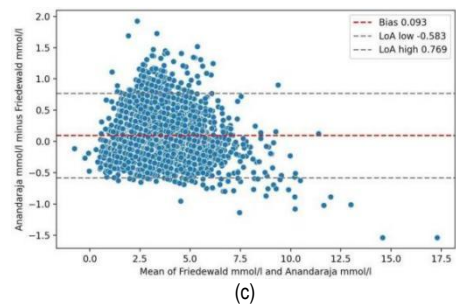 2.0
1.5
1.0
0.5
0.0
−0.5
−1.0
−1.5
Anandaraja mmol/l minus Friedewald mmol/l
Bias 0.093
LoA low -0.583
LoA high 0.769
0.0 2.5 5.0 7.5 10.0 12.5 15.0 17.5
Mean of Friedewald mmol/l and Anandaraja mmol/l
(c)